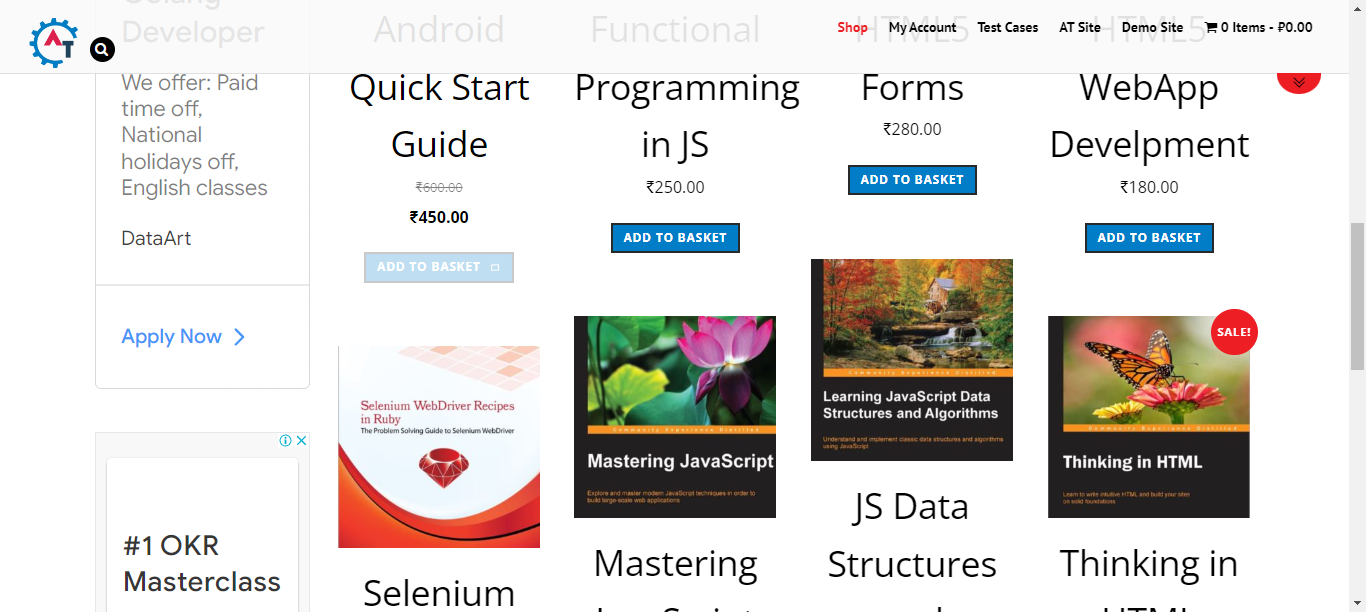 AT
Shop
My Account
Test Cases
AT Site
Demo Site
0 Items - ₽0.00
Golang
Developer
We offer: Paid
time off,
National
holidays off,
English classes
DataArt
Apply Now
#1 OKR
Masterclass
Android
Quick Start
Guide
₹600.00
₹450.00
ADD TO BASKET
Selenium WebDriver Recipes
in Ruby
The Problem Solving Guide to Selenium WebDriver
Selenium
Functional
Programming
in JS
₹250.00
ADD TO BASKET
Community Experience Distilled
Mastering JavaScript
Explore and master modern JavaScript techniques in order to
build large-scale web applications
Mastering
JavaScript
HTML5
Forms
₹280.00
ADD TO BASKET
Community Experience Distilled
Learning JavaScript Data
Structures and Algorithms
Understand and implement classic data structures and algorithms
using JavaScript
JS Data
Structures
and
HTML5
WebApp
Develpment
₹180.00
ADD TO BASKET
SALE!
Community Experience Distilled
Thinking in HTML
Learn to write intuitive HTML and build your sites
on solid foundations
Thinking in
HTML